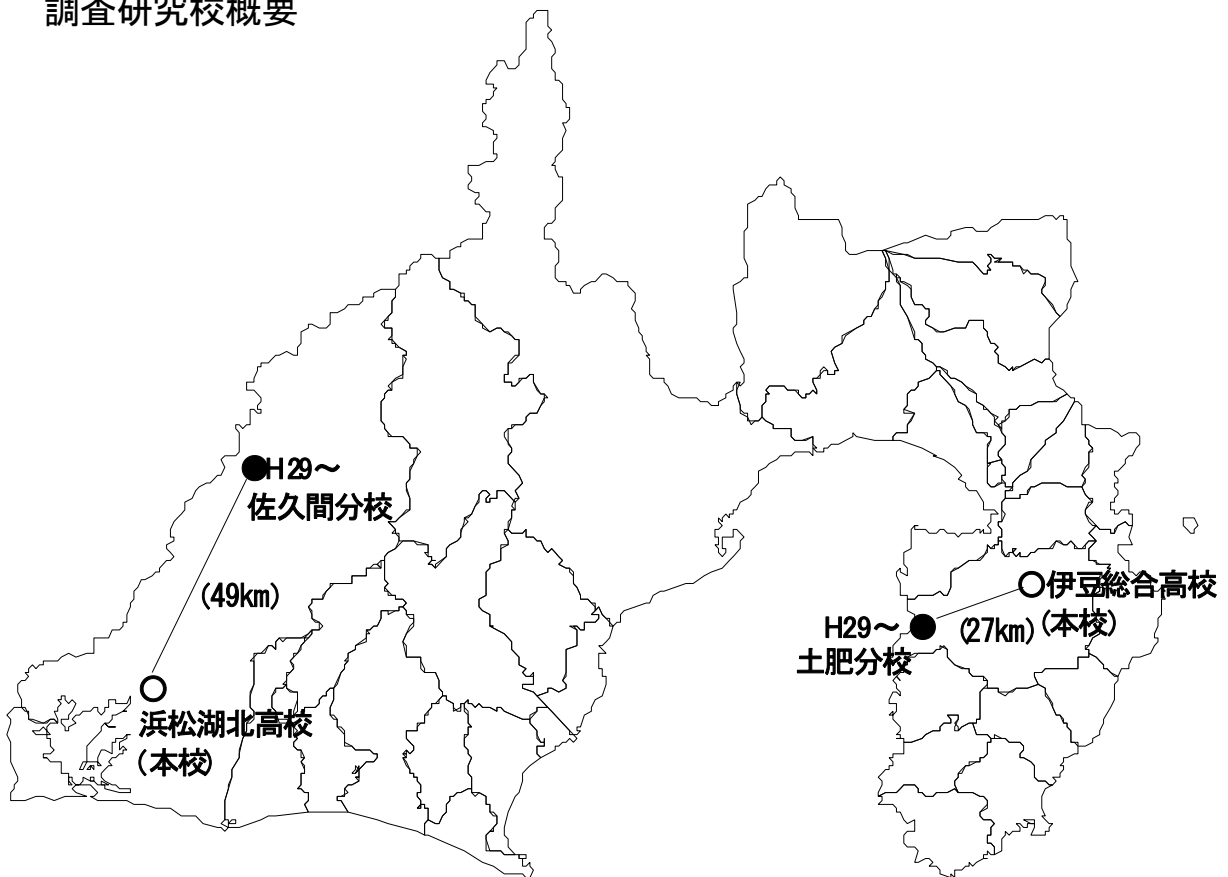 調査研究校概要
H29～
佐久間分校
(49km)
浜松湖北高校
(本校)
伊豆総合高校
(本校)
(27km)
H29～
土肥分校